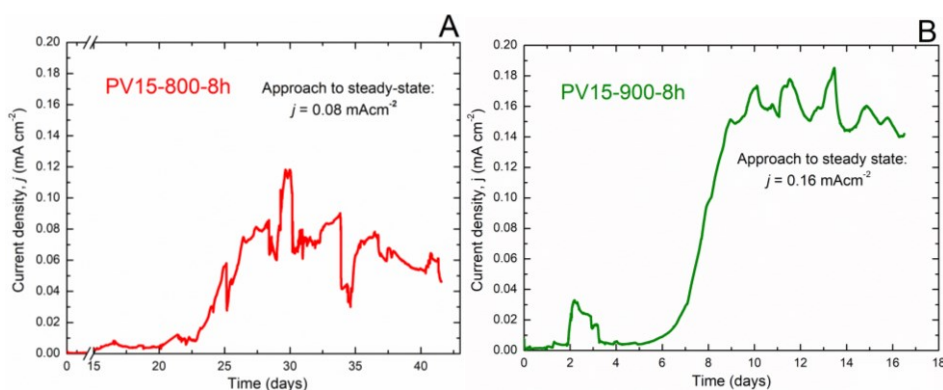 A
0.20
0.18
0.16
0.14
0.12
0.10
0.08
0.06
0.04
0.02
0.00
Current density, j (mA cm⁻²)
PV15-800-8h
Approach to steady-state:
j = 0.08 mAcm⁻²
0 15 20 25 30 35 40
Time (days)
B
0.20
0.18
0.16
0.14
0.12
0.10
0.08
0.06
0.04
0.02
0.00
Current density, j (mA cm⁻²)
PV15-900-8h
Approach to steady state:
j = 0.16 mAcm⁻²
0 2 4 6 8 10 12 14 16 18
Time (days)